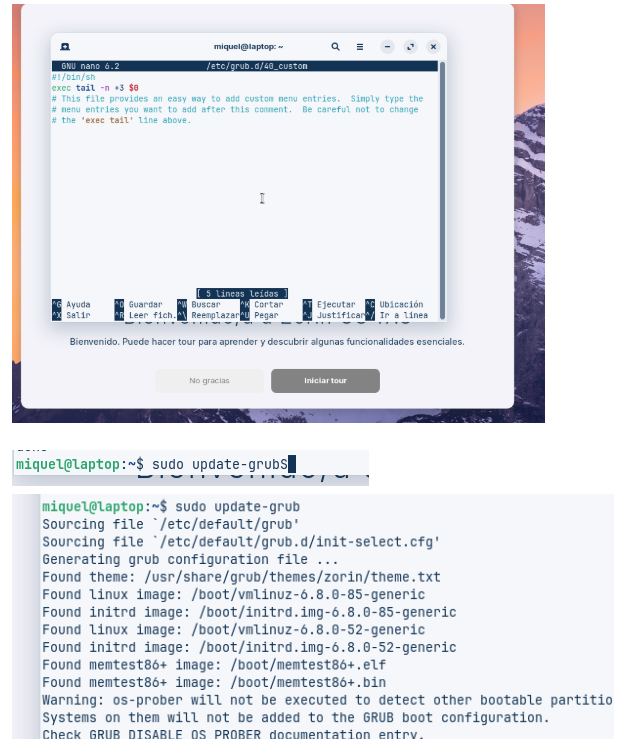 miquel@laptop: ~
GNU nano 6.2 /etc/grub.d/40_custom
#!/bin/sh
exec tail -n +3 $0
# This file provides an easy way to add custom menu entries.  Simply type the
# menu entries you want to add after this comment.  Be careful not to change
# the 'exec tail' line above.
[ 5 líneas leídas ]
^G Ayuda ^O Guardar ^W Buscar ^K Cortar ^T Ejecutar ^C Ubicación
^X Salir ^R Leer fich. ^\ Reemplazar ^U Pegar ^J Justificar ^/ Ir a línea
Bienvenido. Puede hacer tour para aprender y descubrir algunas funcionalidades esenciales.
No gracias Iniciar tour
miquel@laptop:~$ sudo update-grubS
miquel@laptop:~$ sudo update-grub
Sourcing file `/etc/default/grub'
Sourcing file `/etc/default/grub.d/init-select.cfg'
Generating grub configuration file ...
Found theme: /usr/share/grub/themes/zorin/theme.txt
Found linux image: /boot/vmlinuz-6.8.0-85-generic
Found initrd image: /boot/initrd.img-6.8.0-85-generic
Found linux image: /boot/vmlinuz-6.8.0-52-generic
Found initrd image: /boot/initrd.img-6.8.0-52-generic
Found memtest86+ image: /boot/memtest86+.elf
Found memtest86+ image: /boot/memtest86+.bin
Warning: os-prober will not be executed to detect other bootable partitio
Systems on them will not be added to the GRUB boot configuration.
Check GRUB_DISABLE_OS_PROBER documentation entry.